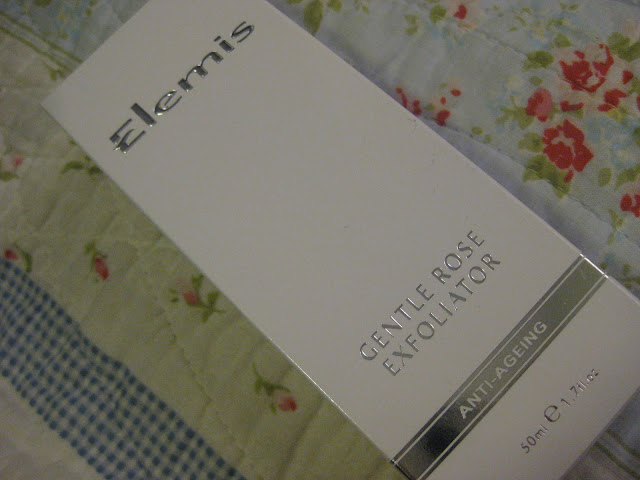 Elemis
GENTLE ROSE
EXFOLIATOR
ANTI-AGEING
50ml e 1.7fl.oz